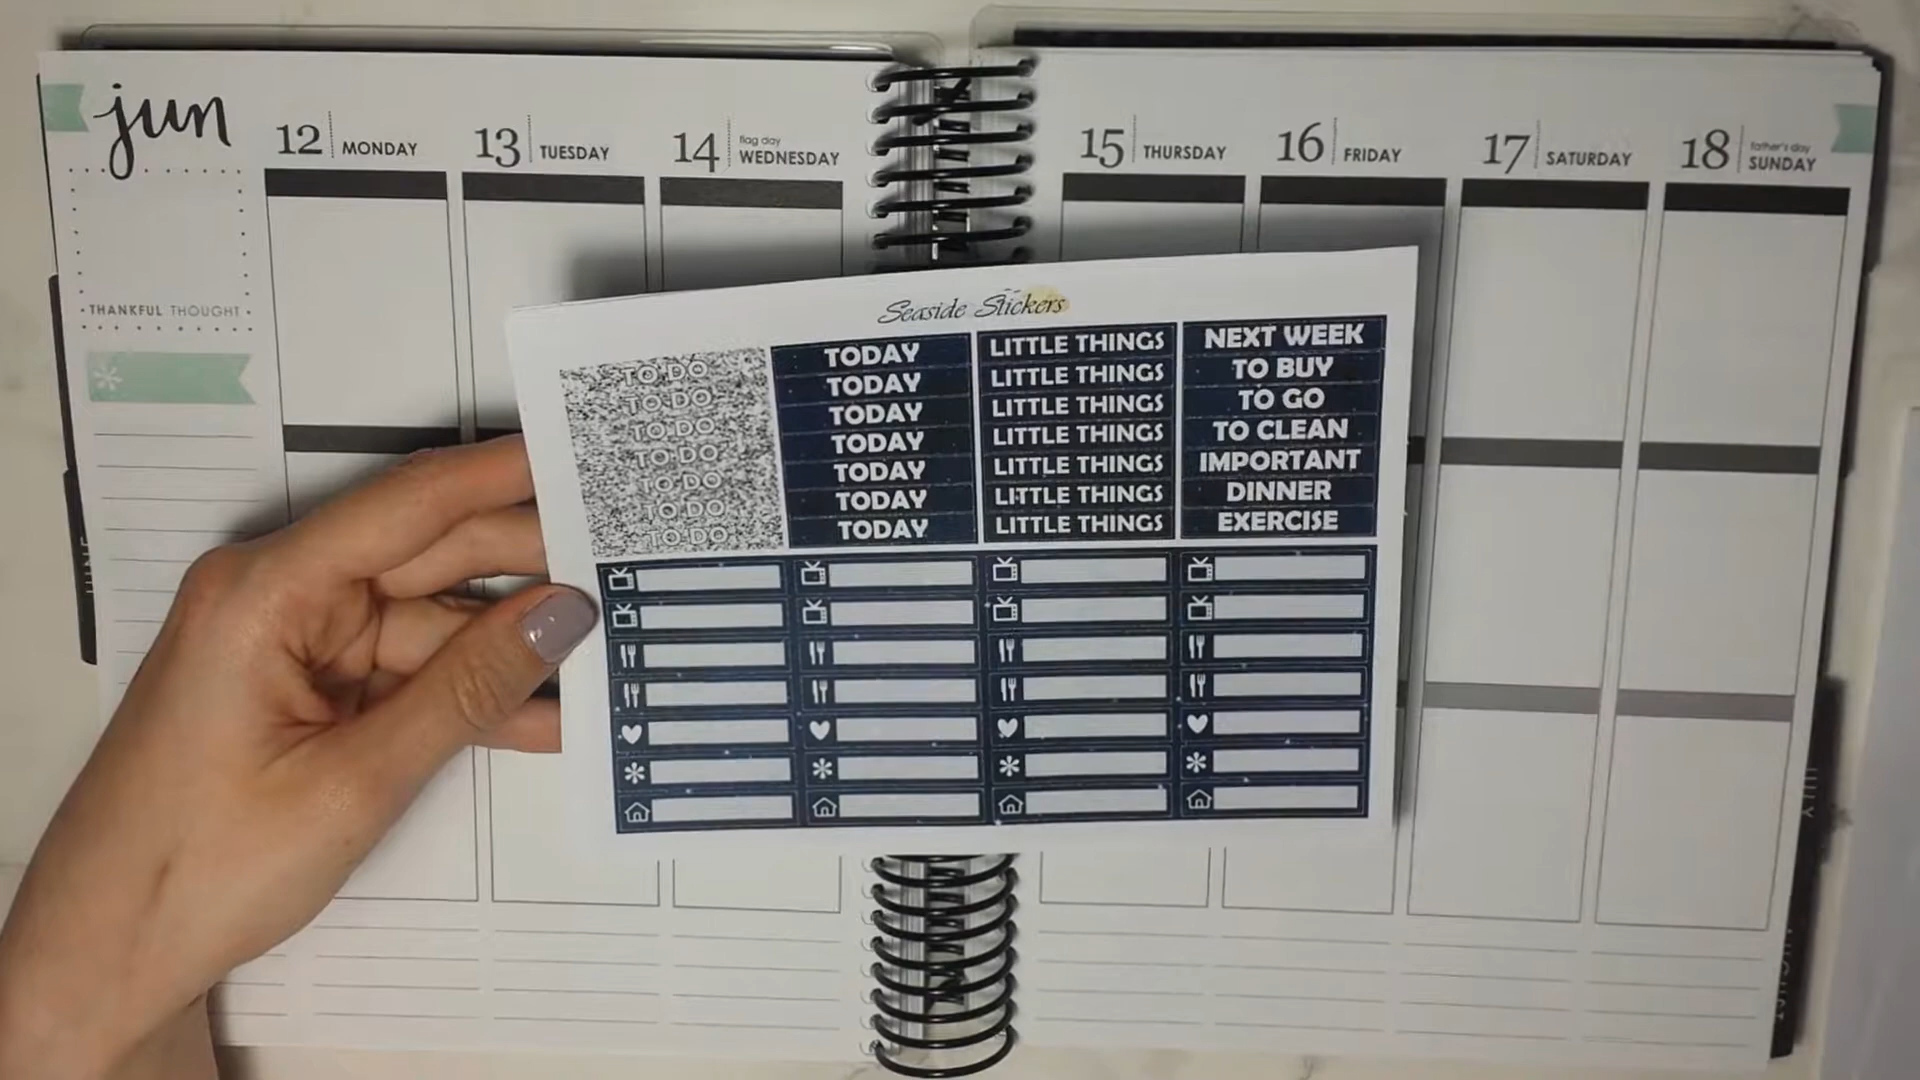 jun
12 MONDAY
13 TUESDAY
14 flag day WEDNESDAY
15 THURSDAY
16 FRIDAY
17 SATURDAY
18 father's day SUNDAY
THANKFUL THOUGHT
Seaside Stickers
TO DO
TO DO
TO DO
TO DO
TO DO
TO DO
TO DO
TODAY
TODAY
TODAY
TODAY
TODAY
TODAY
TODAY
LITTLE THINGS
LITTLE THINGS
LITTLE THINGS
LITTLE THINGS
LITTLE THINGS
LITTLE THINGS
LITTLE THINGS
NEXT WEEK
TO BUY
TO GO
TO CLEAN
IMPORTANT
DINNER
EXERCISE
JUNE
JULY
AUGUST